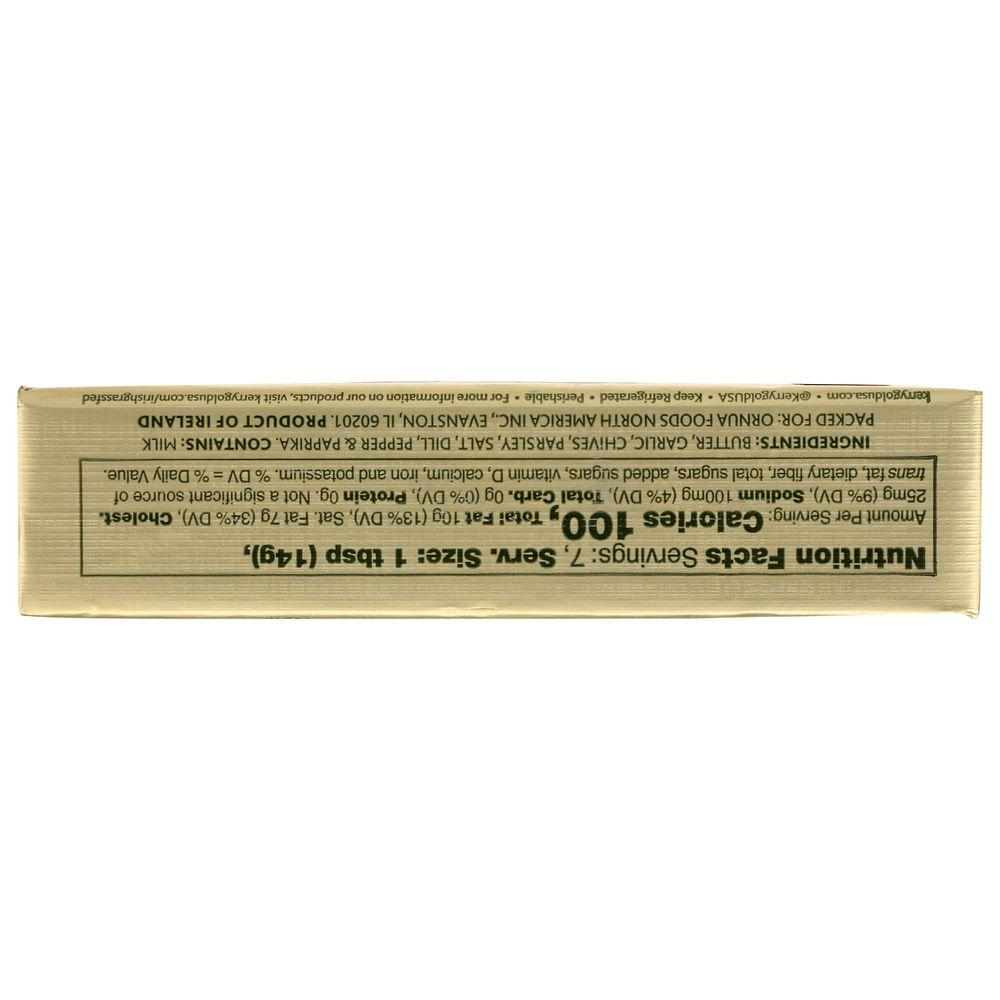 Nutrition Facts Servings: 7, Serv. Size: 1 tbsp (14g),
Amount Per Serving: Calories 100, Total Fat 10g (13% DV), Sat. Fat 7g (34% DV), Cholest.
25mg (9% DV), Sodium 100mg (4% DV), Total Carb. 0g (0% DV), Protein 0g. Not a significant source of
trans fat, dietary fiber, total sugars, added sugars, vitamin D, calcium, iron and potassium. % DV = % Daily Value.
INGREDIENTS: BUTTER, GARLIC, CHIVES, PARSLEY, SALT, DILL, PEPPER & PAPRIKA. CONTAINS: MILK
PACKED FOR: ORNUA FOODS NORTH AMERICA INC, EVANSTON, IL 60201. PRODUCT OF IRELAND
kerrygoldusa.com • @KerrygoldUSA • Keep Refrigerated • Perishable • For more information on our products, visit kerrygoldusa.com/irishgrassfed